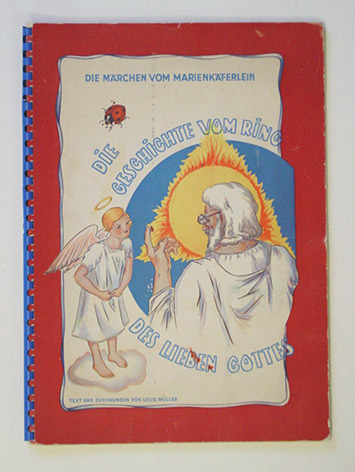 DIE MÄRCHEN VOM MARIENKÄFERLEIN
DIE
GESCHICHTE VOM RING
DES LIEBEN GOTTES
TEXT UND ZEICHNUNGEN VON LOUIS MÜLLER